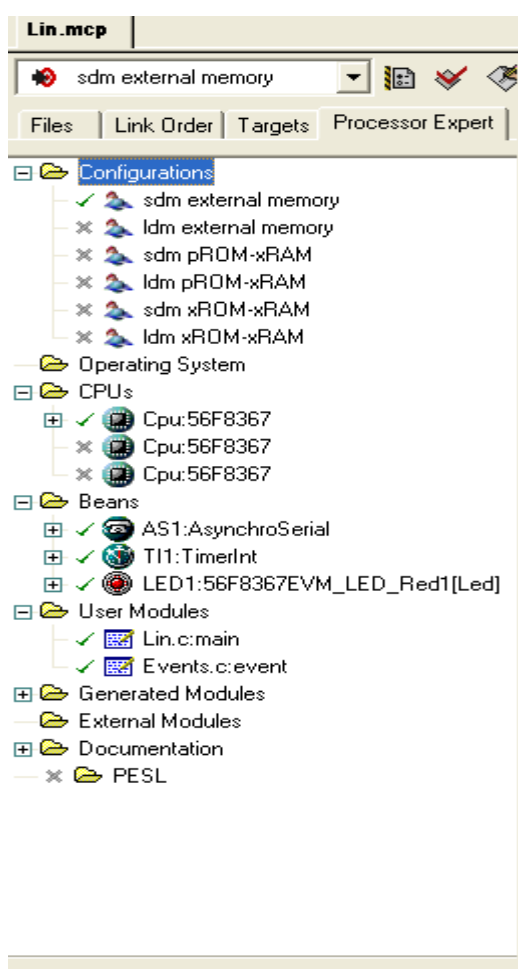 Lin.mcp
sdm external memory
Files Link Order Targets Processor Expert
Configurations
sdm external memory
ldm external memory
sdm pROM-xRAM
ldm pROM-xRAM
sdm xROM-xRAM
ldm xROM-xRAM
Operating System
CPUs
Cpu:56F8367
Cpu:56F8367
Cpu:56F8367
Beans
AS1:AsynchroSerial
TI1:TimerInt
LED1:56F8367EVM_LED_Red1[Led]
User Modules
Lin.c:main
Events.c:event
Generated Modules
External Modules
Documentation
PESL